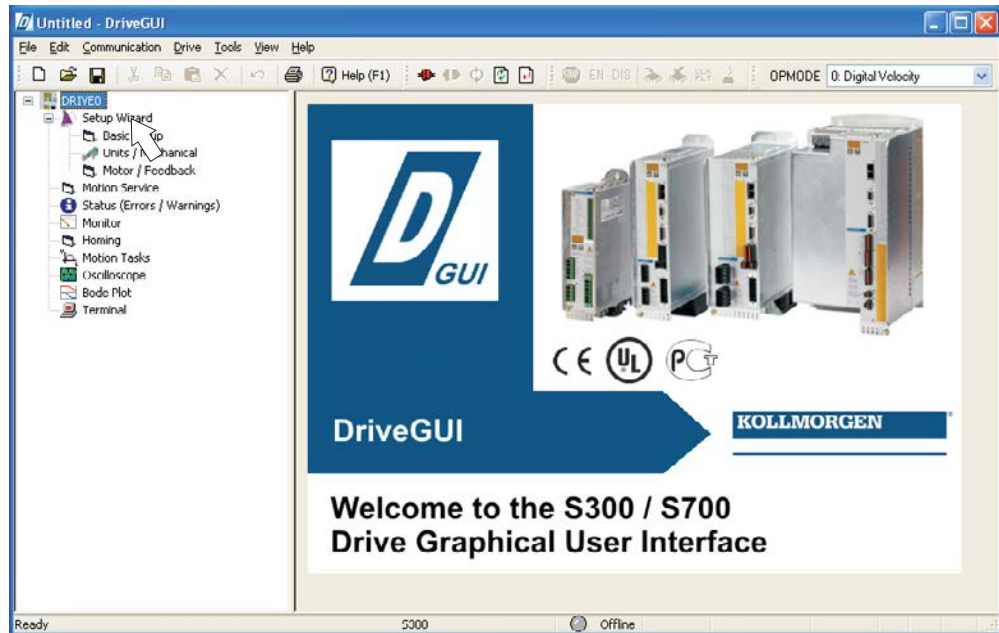 Untitled - DriveGUI
File Edit Communication Drive Tools View Help
Help (F1) EN DIS OPMODE 0: Digital Velocity
DRIVE0
Setup Wizard
Basic
Units /
Motor / Feedback
Motion Service
Status (Errors / Warnings)
Monitor
Homing
Motion Tasks
Oscilloscope
Bode Plot
Terminal
D
GUI
CE UL
DriveGUI
KOLLMORGEN
Welcome to the S300 / S700
Drive Graphical User Interface
Ready S300 Offline